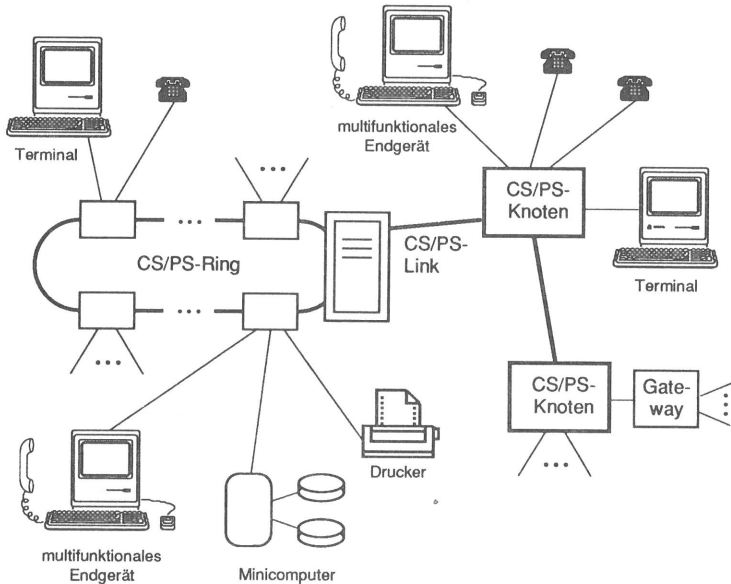 multifunktionales
Endgerät
Terminal
CS/PS-
Knoten
CS/PS-Ring
CS/PS-
Link
Terminal
CS/PS-
Knoten
Gate-
way
Drucker
multifunktionales
Endgerät
Minicomputer